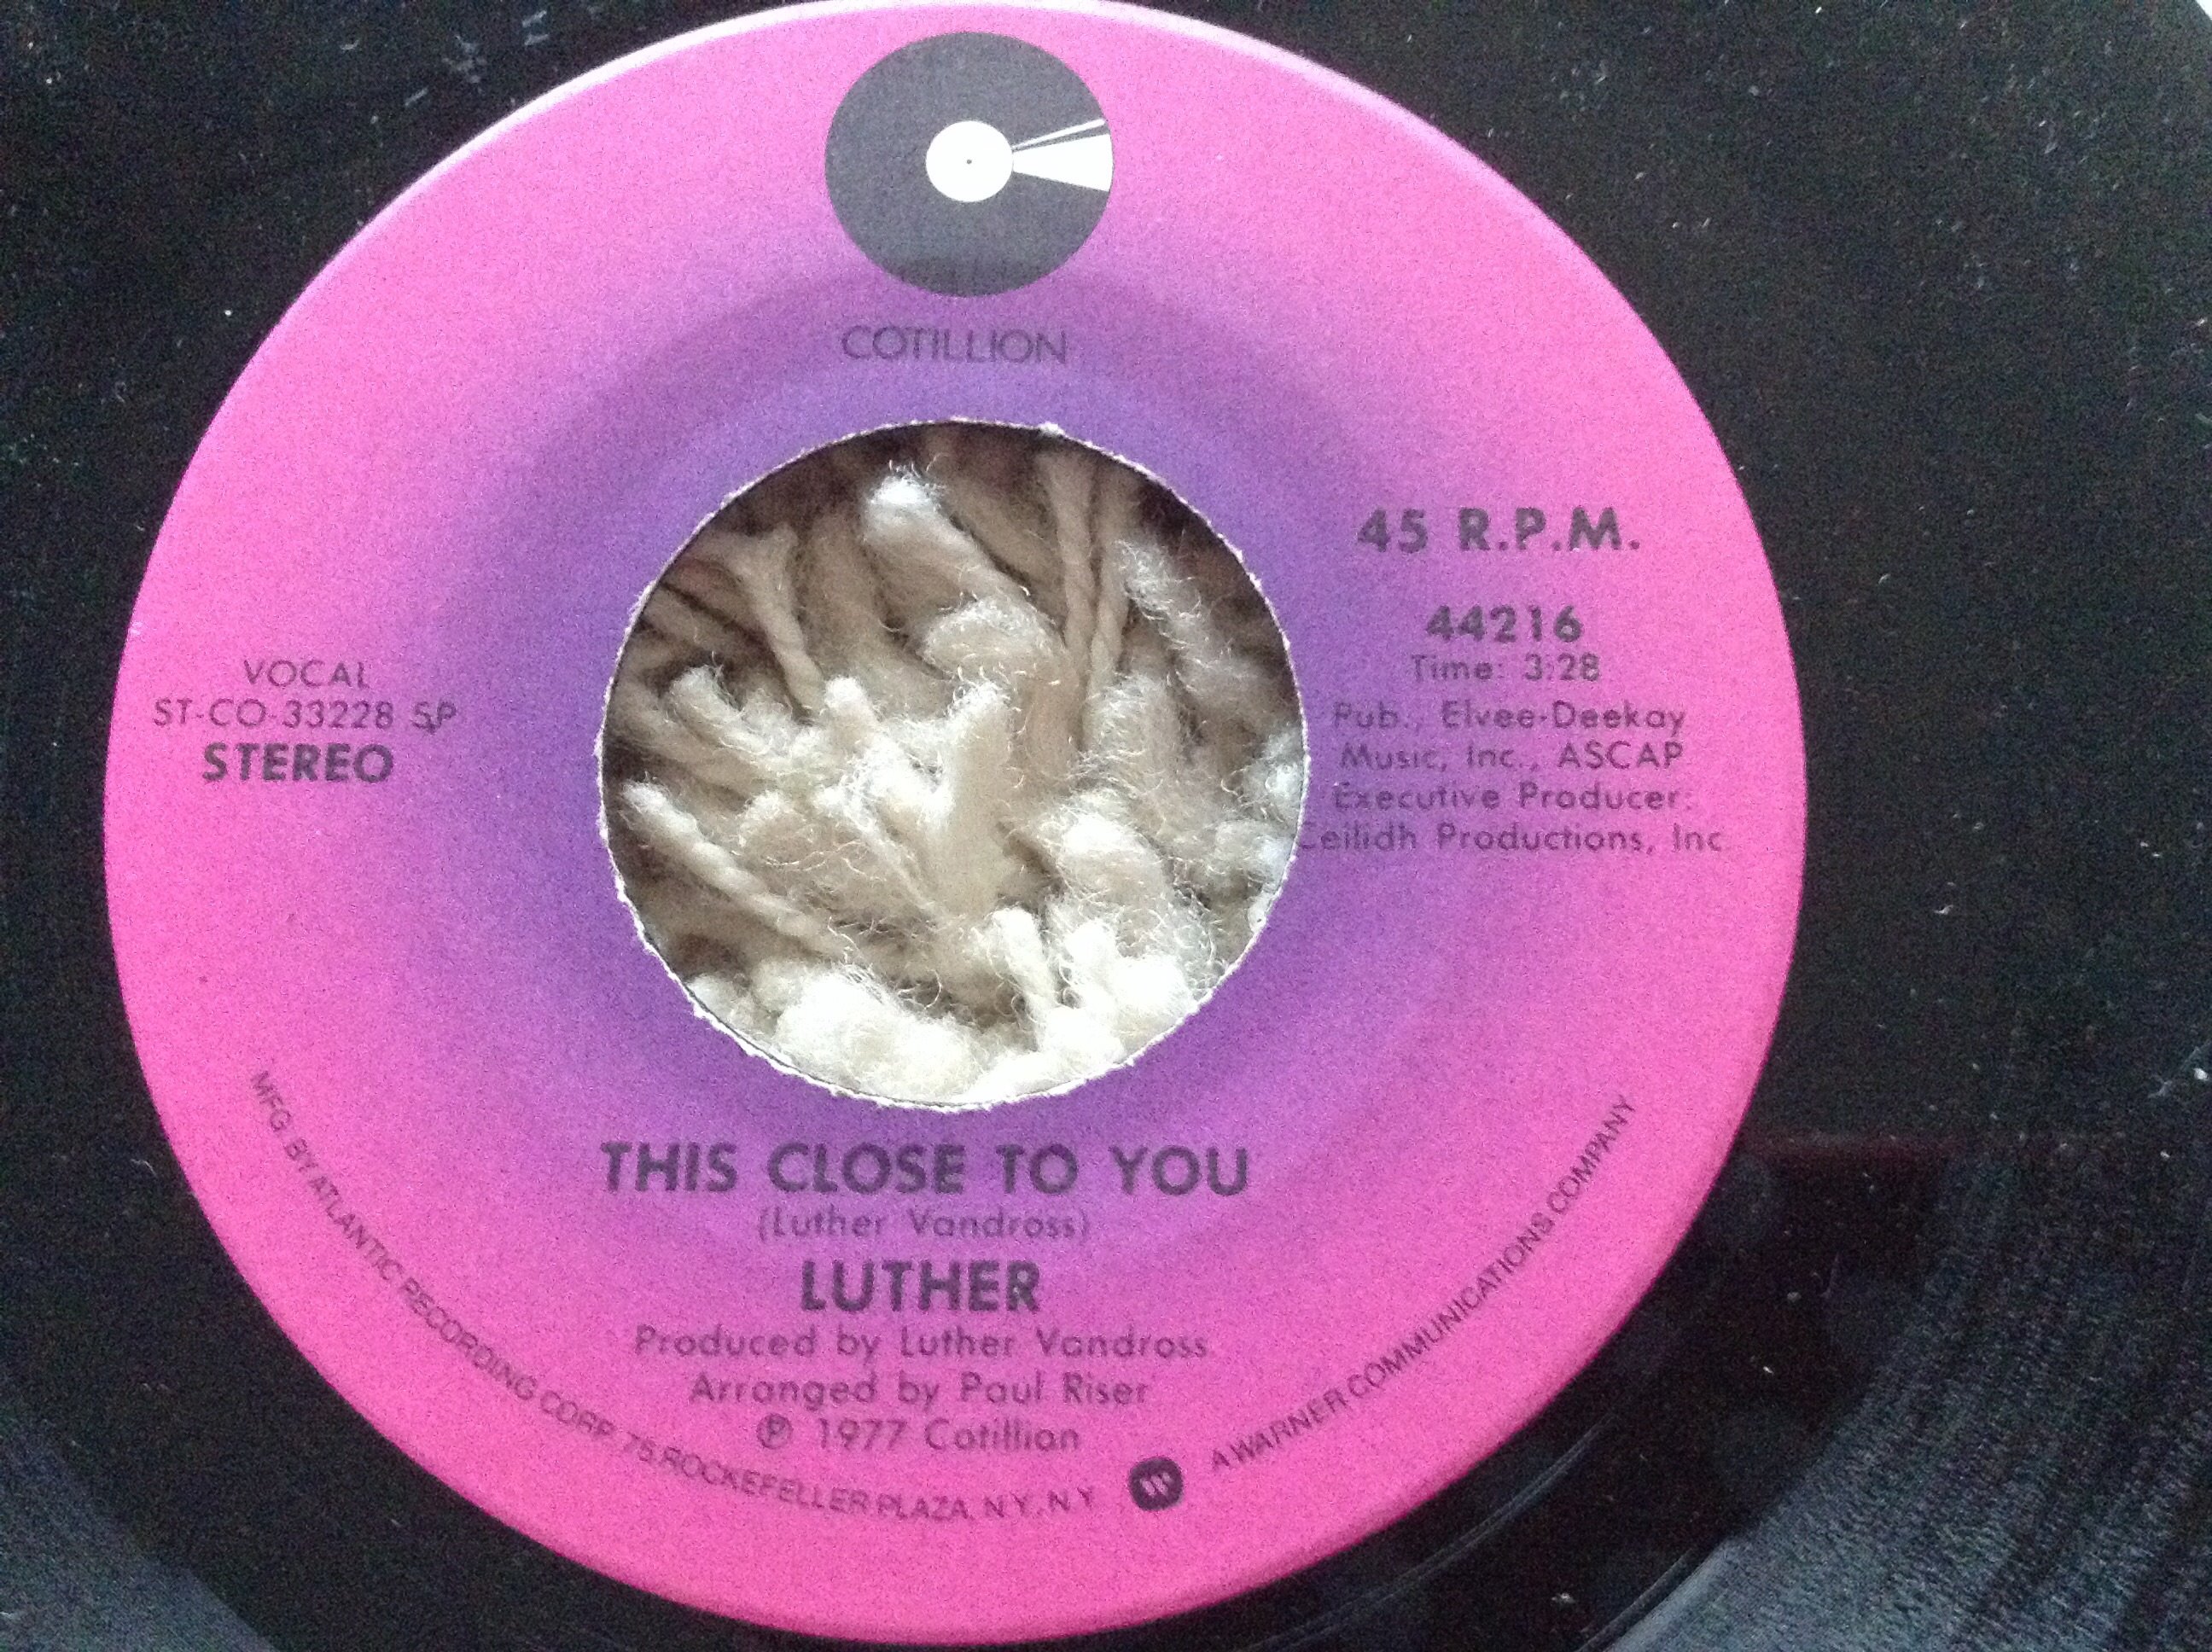 COTILLION
45 R.P.M.
44216
Time: 3:28
Pub., Elvee-Deekay
Music, Inc., ASCAP
Executive Producer:
Ceilidh Productions, Inc.
VOCAL
ST-CO-33228 SP
STEREO
THIS CLOSE TO YOU
(Luther Vandross)
LUTHER
Produced by Luther Vandross
Arranged by Paul Riser
℗ 1977 Cotillion
MFG. BY ATLANTIC RECORDING CORP. 75 ROCKEFELLER PLAZA, N.Y., N.Y. A WARNER COMMUNICATIONS COMPANY